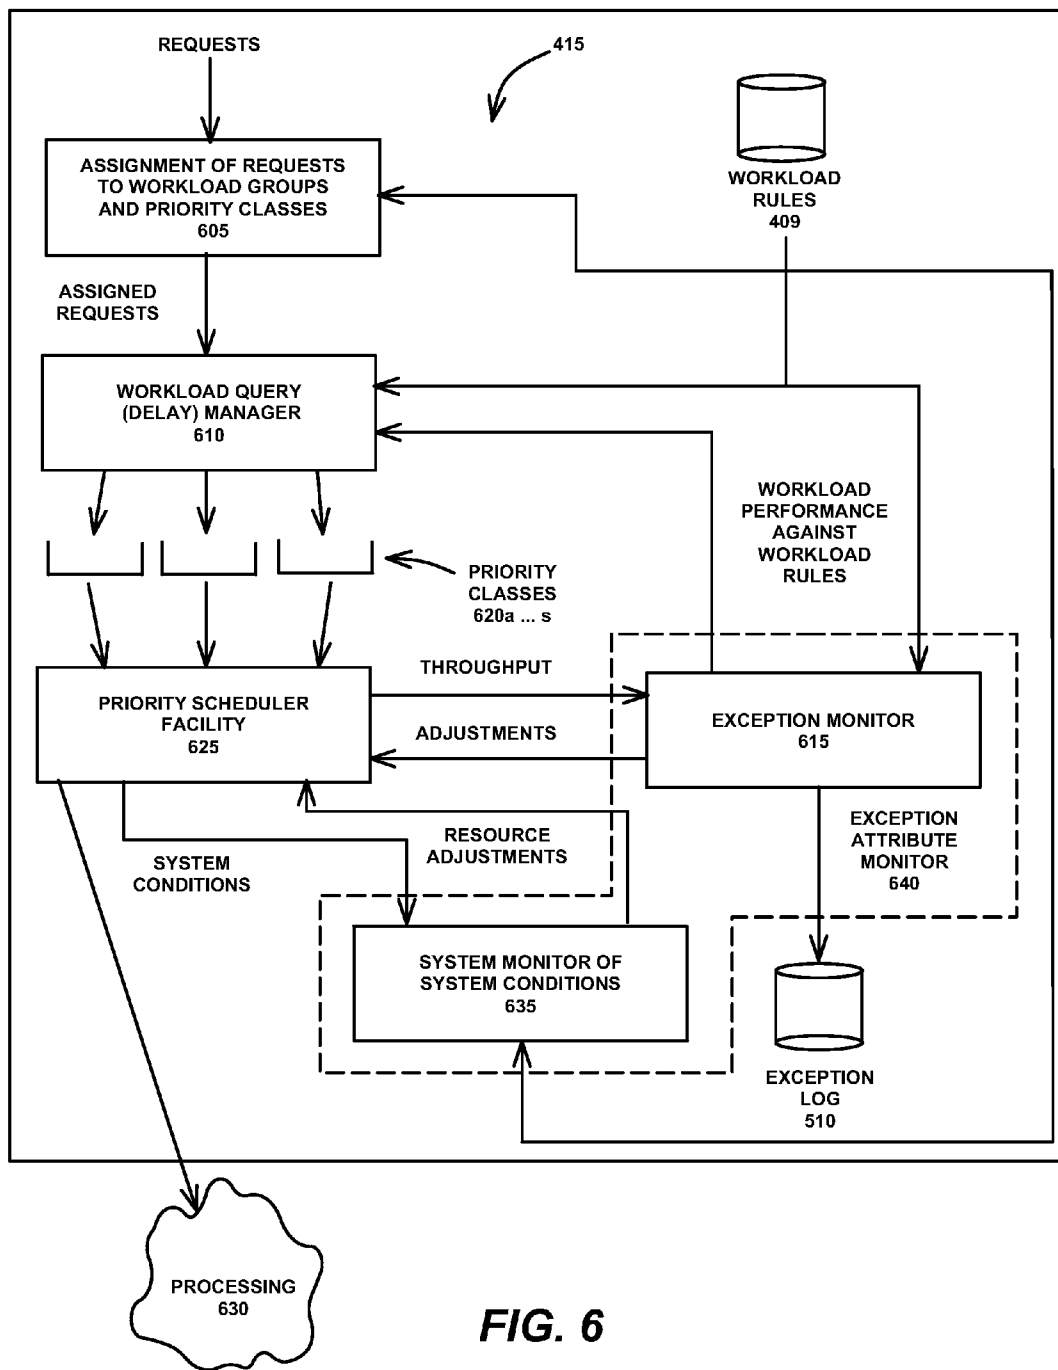 REQUESTS
415
ASSIGNMENT OF REQUESTS
TO WORKLOAD GROUPS
AND PRIORITY CLASSES
605
WORKLOAD
RULES
409
ASSIGNED
REQUESTS
WORKLOAD QUERY
(DELAY) MANAGER
610
WORKLOAD
PERFORMANCE
AGAINST
WORKLOAD
RULES
PRIORITY
CLASSES
620a ... s
THROUGHPUT
PRIORITY SCHEDULER
FACILITY
625
ADJUSTMENTS
EXCEPTION MONITOR
615
RESOURCE
ADJUSTMENTS
SYSTEM
CONDITIONS
EXCEPTION
ATTRIBUTE
MONITOR
640
SYSTEM MONITOR OF
SYSTEM CONDITIONS
635
EXCEPTION
LOG
510
PROCESSING
630
FIG. 6